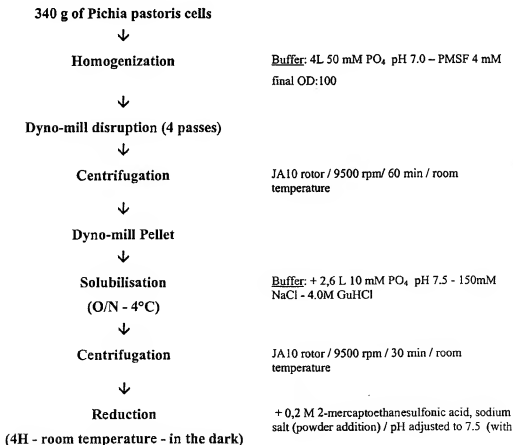 340 g of Pichia pastoris cells
↓
Homogenization
Buffer: 4L 50 mM PO₄ pH 7.0 – PMSF 4 mM
final OD:100
↓
Dyno-mill disruption (4 passes)
↓
Centrifugation
JA10 rotor / 9500 rpm/ 60 min / room
temperature
↓
Dyno-mill Pellet
↓
Solubilisation
(O/N - 4°C)
Buffer: + 2,6 L 10 mM PO₄ pH 7.5 - 150mM
NaCl - 4.0M GuHCl
↓
Centrifugation
JA10 rotor / 9500 rpm / 30 min / room
temperature
↓
Reduction
(4H - room temperature - in the dark)
+ 0,2 M 2-mercaptoethanesulfonic acid, sodium
salt (powder addition) / pH adjusted to 7.5 (with